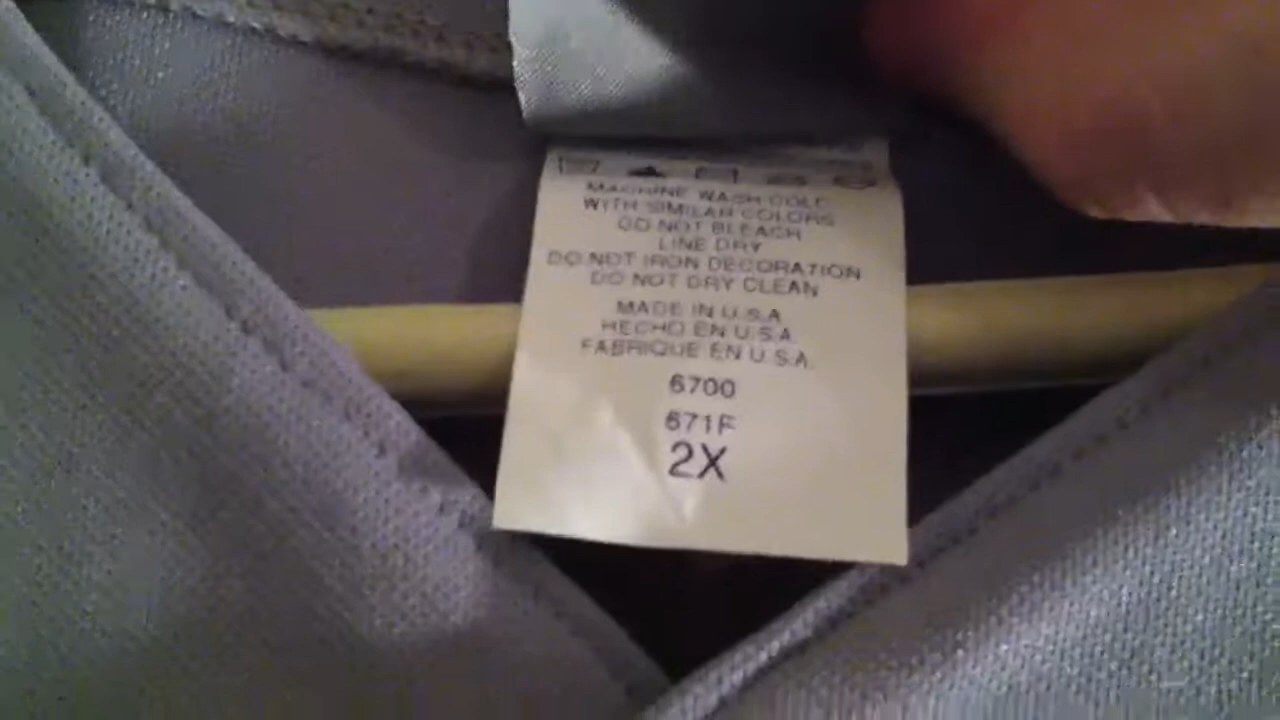 MACHINE WASH COLD
WITH SIMILAR COLORS
DO NOT BLEACH
LINE DRY
DO NOT IRON DECORATION
DO NOT DRY CLEAN
MADE IN U.S.A.
HECHO EN U.S.A.
FABRIQUE EN U.S.A.
6700
671F
2X